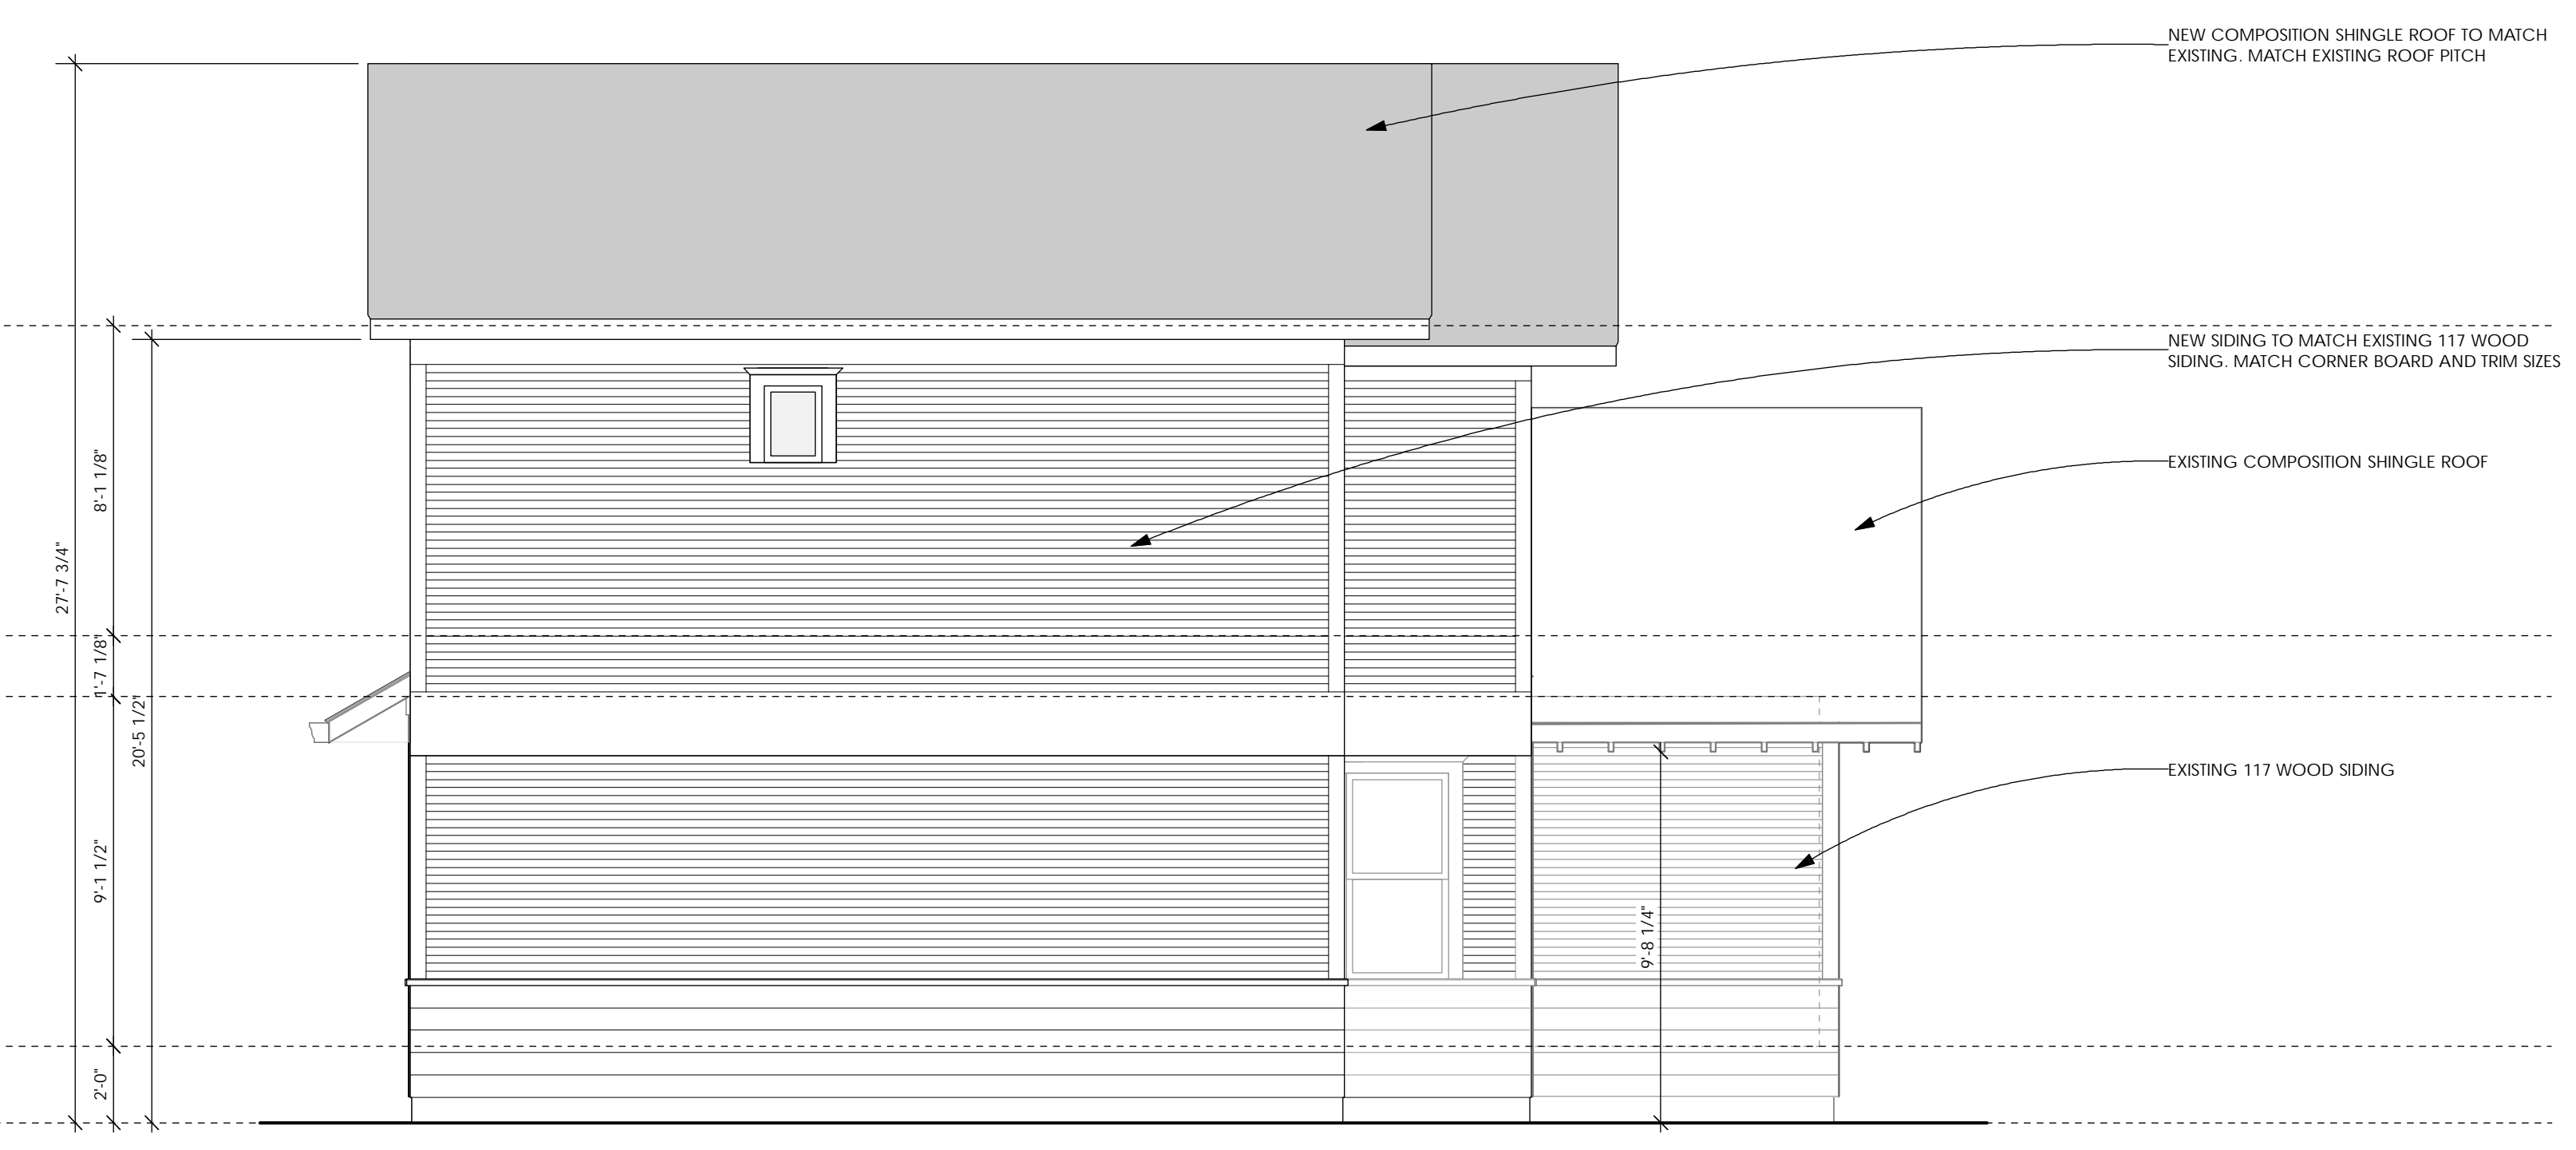 NEW COMPOSITION SHINGLE ROOF TO MATCH
EXISTING. MATCH EXISTING ROOF PITCH
NEW SIDING TO MATCH EXISTING 117 WOOD
SIDING. MATCH CORNER BOARD AND TRIM SIZES
EXISTING COMPOSITION SHINGLE ROOF
EXISTING 117 WOOD SIDING
27'-7 3/4"
8'-1 1/8"
1'-7 1/8"
20'-5 1/2"
9'-1 1/2"
2'-0"
9'-8 1/4"